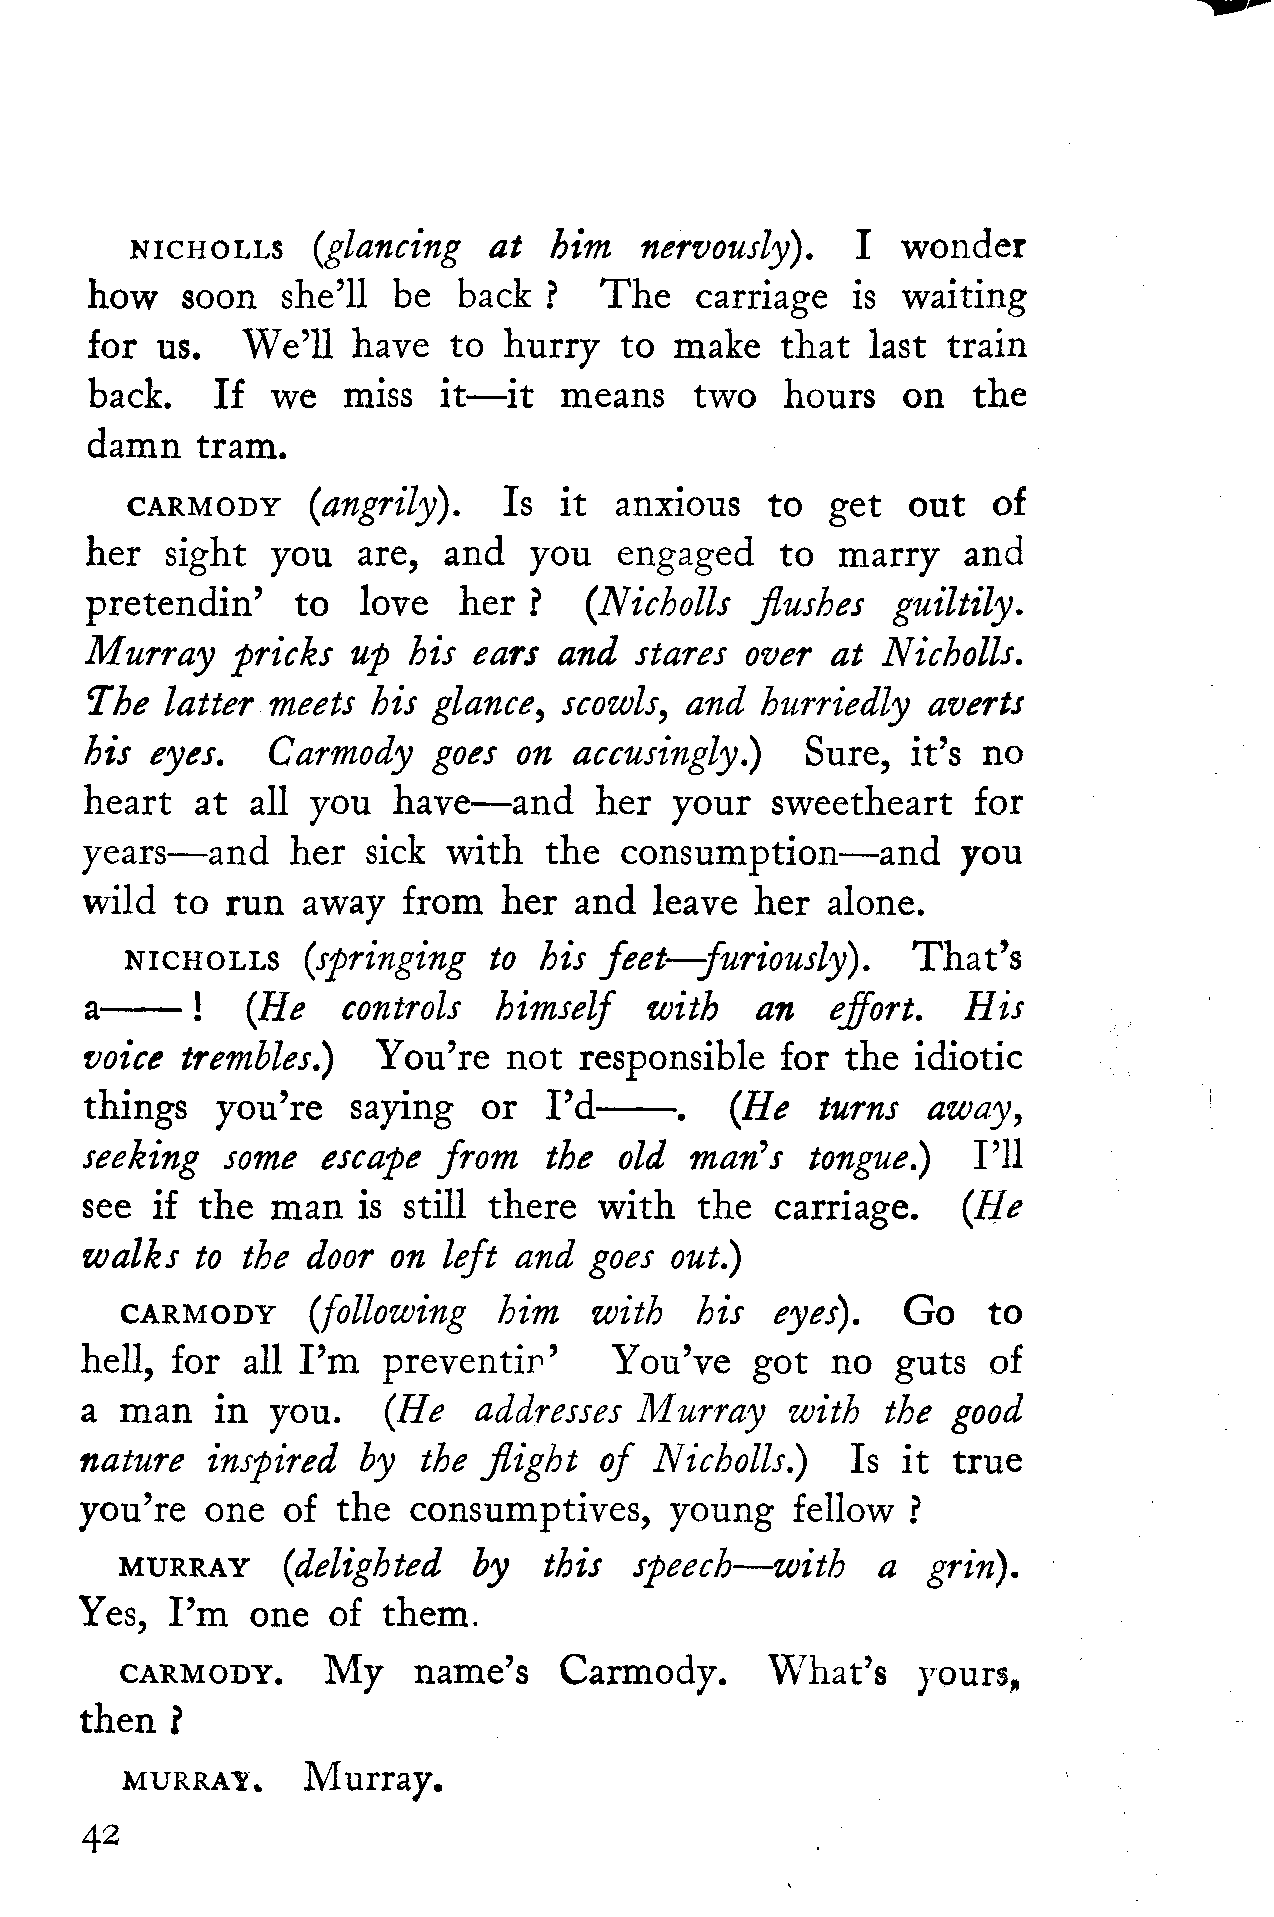 NICHOLLS (glancing at him nervously). I wonder
how soon she'll be back ? The carriage is waiting
for us. We'll have to hurry to make that last train
back. If we miss it—it means two hours on the
damn tram.
CARMODY (angrily). Is it anxious to get out of
her sight you are, and you engaged to marry and
pretendin' to love her ? (Nicholls flushes guiltily.
Murray pricks up his ears and stares over at Nicholls.
The latter meets his glance, scowls, and hurriedly averts
his eyes. Carmody goes on accusingly.) Sure, it's no
heart at all you have—and her your sweetheart for
years—and her sick with the consumption—and you
wild to run away from her and leave her alone.
NICHOLLS (springing to his feet—furiously). That's
a—— ! (He controls himself with an effort. His
voice trembles.) You're not responsible for the idiotic
things you're saying or I'd——. (He turns away,
seeking some escape from the old man's tongue.) I'll
see if the man is still there with the carriage. (He
walks to the door on left and goes out.)
CARMODY (following him with his eyes). Go to
hell, for all I'm preventin' You've got no guts of
a man in you. (He addresses Murray with the good
nature inspired by the flight of Nicholls.) Is it true
you're one of the consumptives, young fellow ?
MURRAY (delighted by this speech—with a grin).
Yes, I'm one of them.
CARMODY. My name's Carmody. What's yours,
then ?
MURRAY. Murray.
42